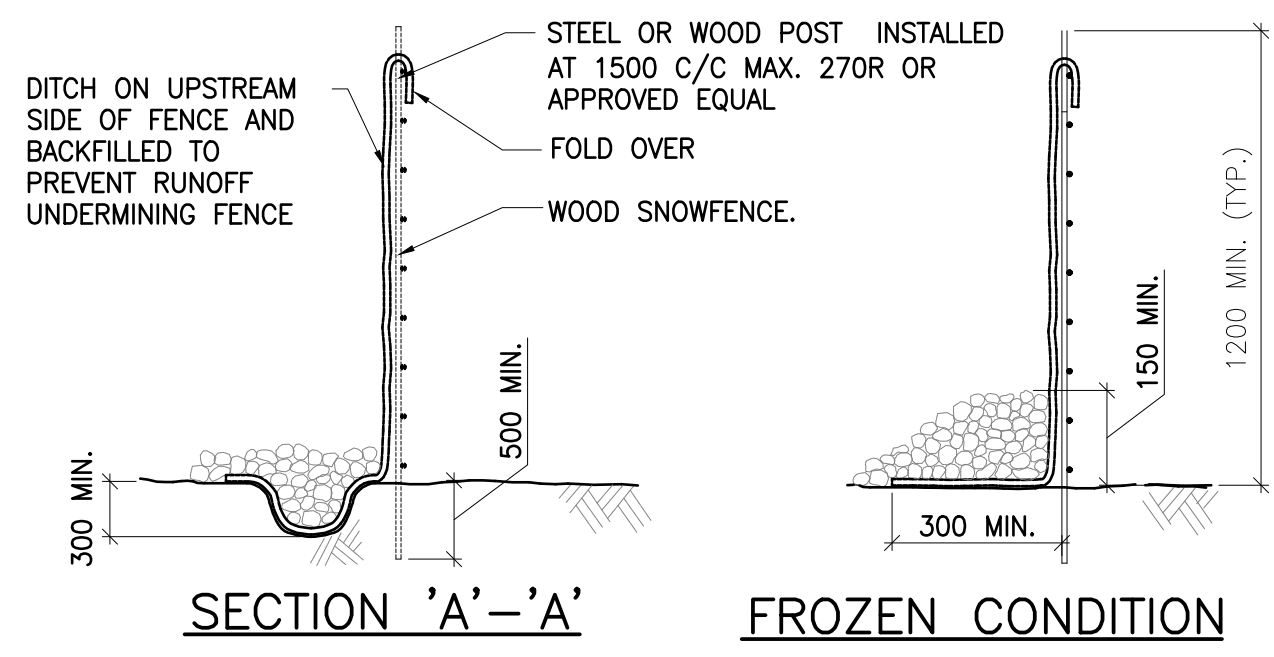 DITCH ON UPSTREAM
SIDE OF FENCE AND
BACKFILLED TO
PREVENT RUNOFF
UNDERMINING FENCE
STEEL OR WOOD POST INSTALLED
AT 1500 C/C MAX. 270R OR
APPROVED EQUAL
FOLD OVER
WOOD SNOWFENCE.
300 MIN.
500 MIN.
SECTION 'A'-'A'
1200 MIN. (TYP.)
150 MIN.
300 MIN.
FROZEN CONDITION